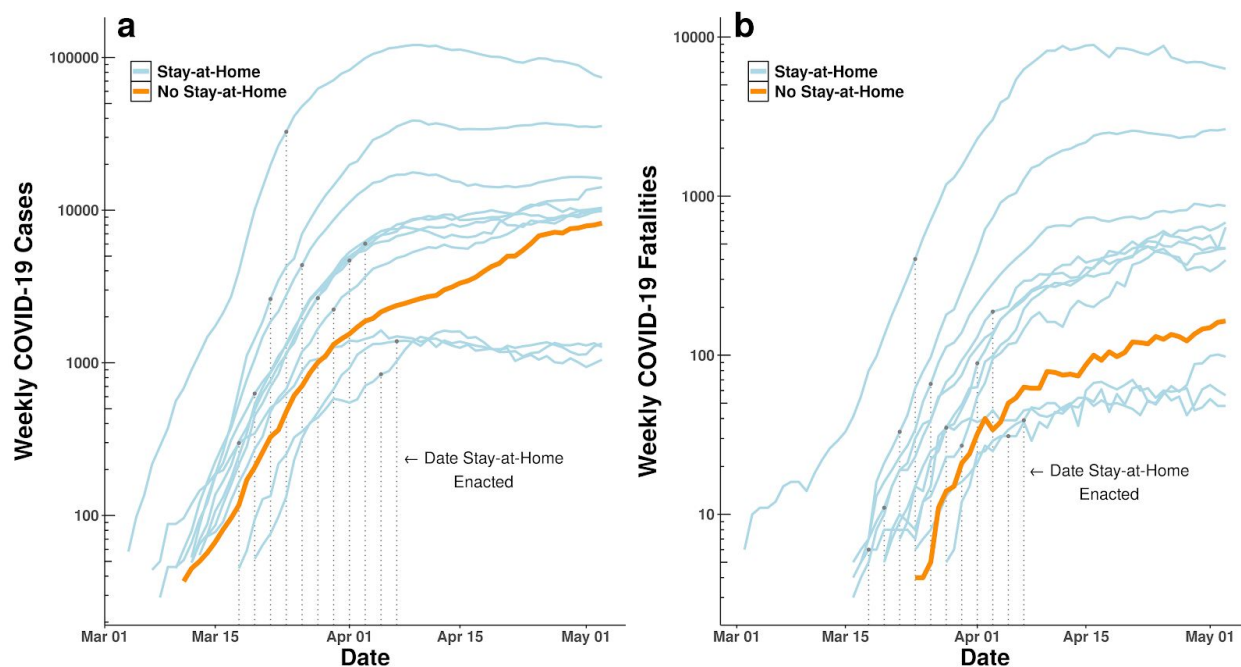 a
Weekly COVID-19 Cases
100000
10000
1000
100
Stay-at-Home
No Stay-at-Home
← Date Stay-at-Home
Enacted
Mar 01
Mar 15
Apr 01
Apr 15
May 01
Date
b
Weekly COVID-19 Fatalities
10000
1000
100
10
Stay-at-Home
No Stay-at-Home
← Date Stay-at-Home
Enacted
Mar 01
Mar 15
Apr 01
Apr 15
May 01
Date